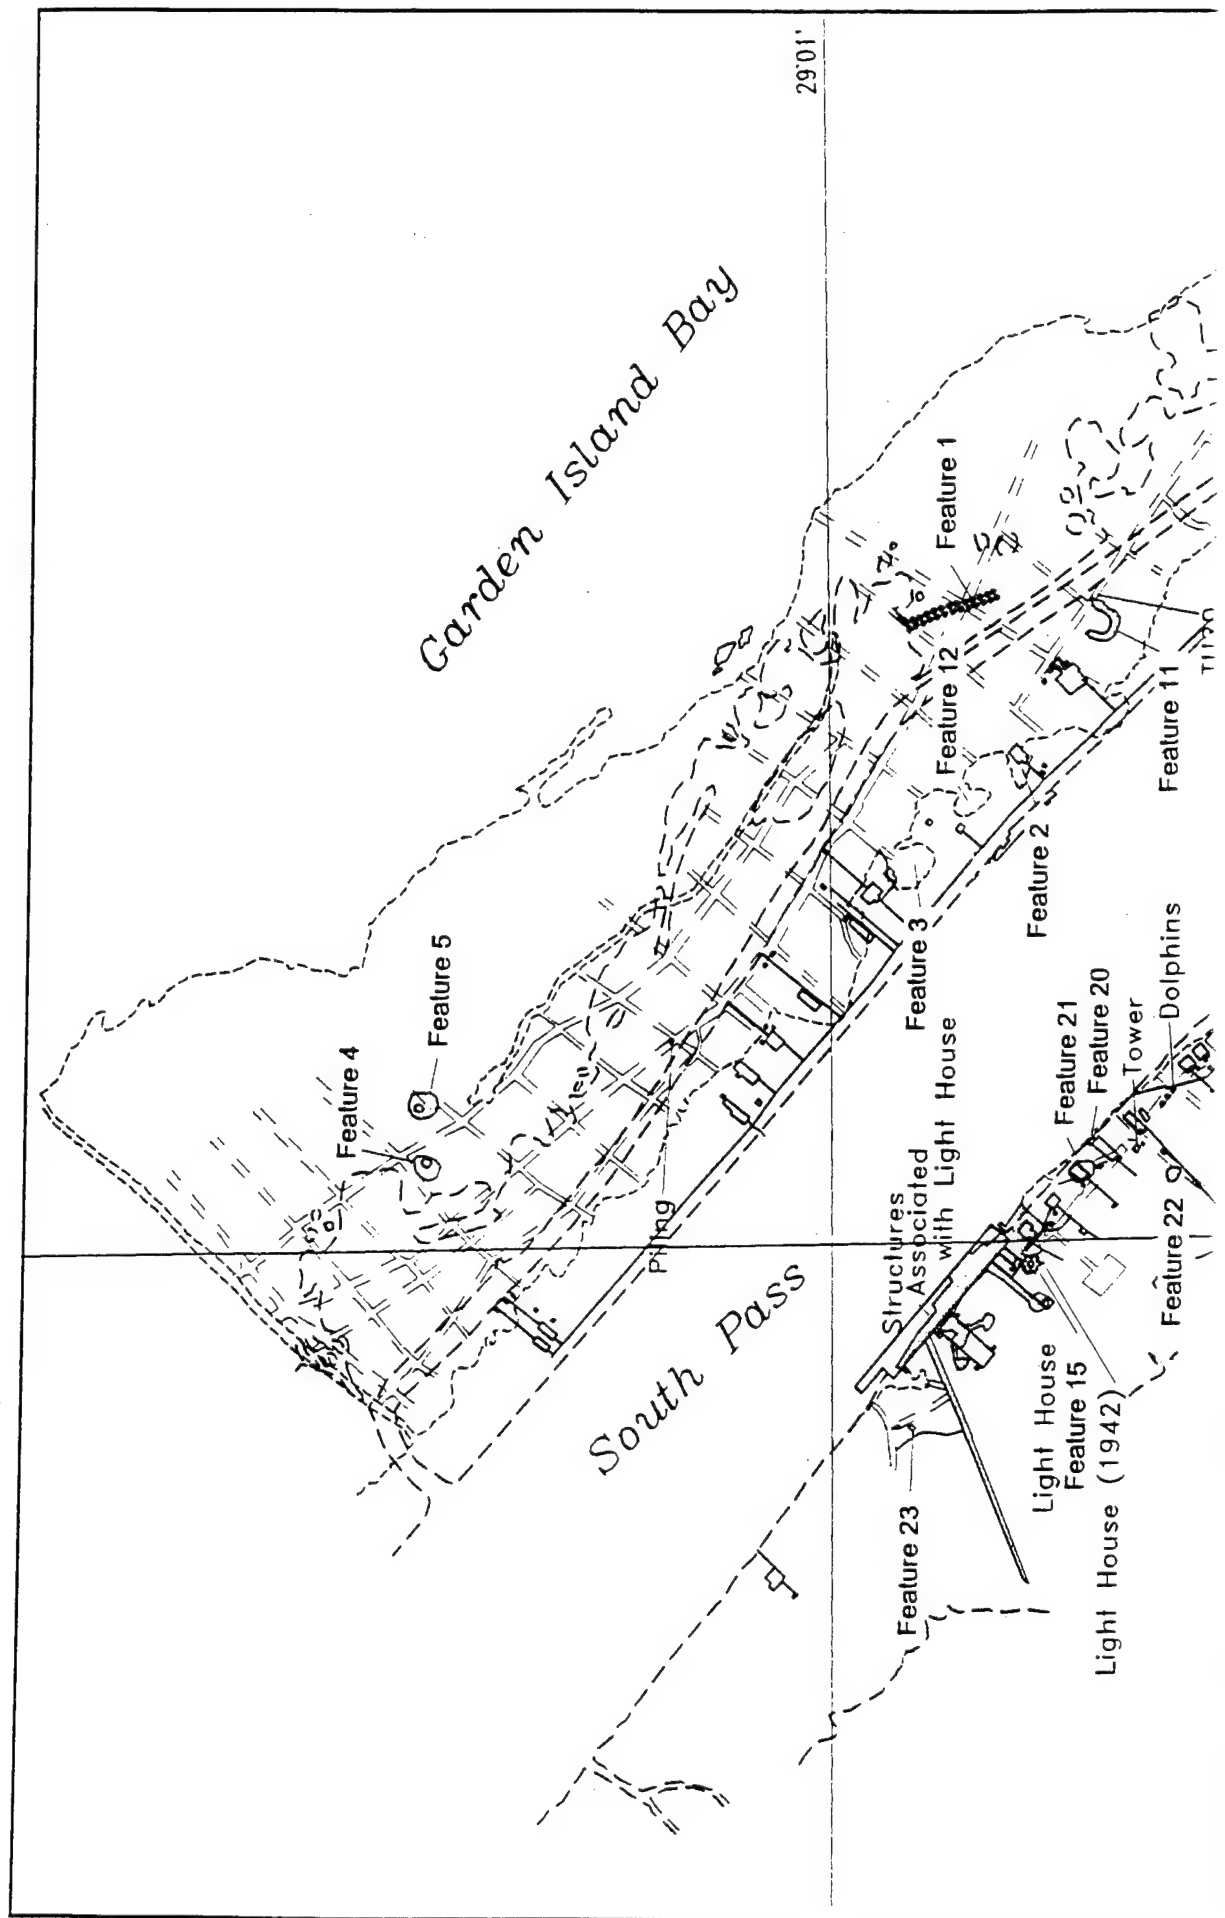 29°01'
Garden Island Bay
Feature 1
Feature 12
Feature 11
Feature 2
Feature 3
Feature 5
Feature 4
Piling
South Pass
Structures
Associated
with Light House
Feature 21
Feature 20
Tower
Dolphins
Feature 22
Light House
Feature 15
Light House (1942)
Feature 23